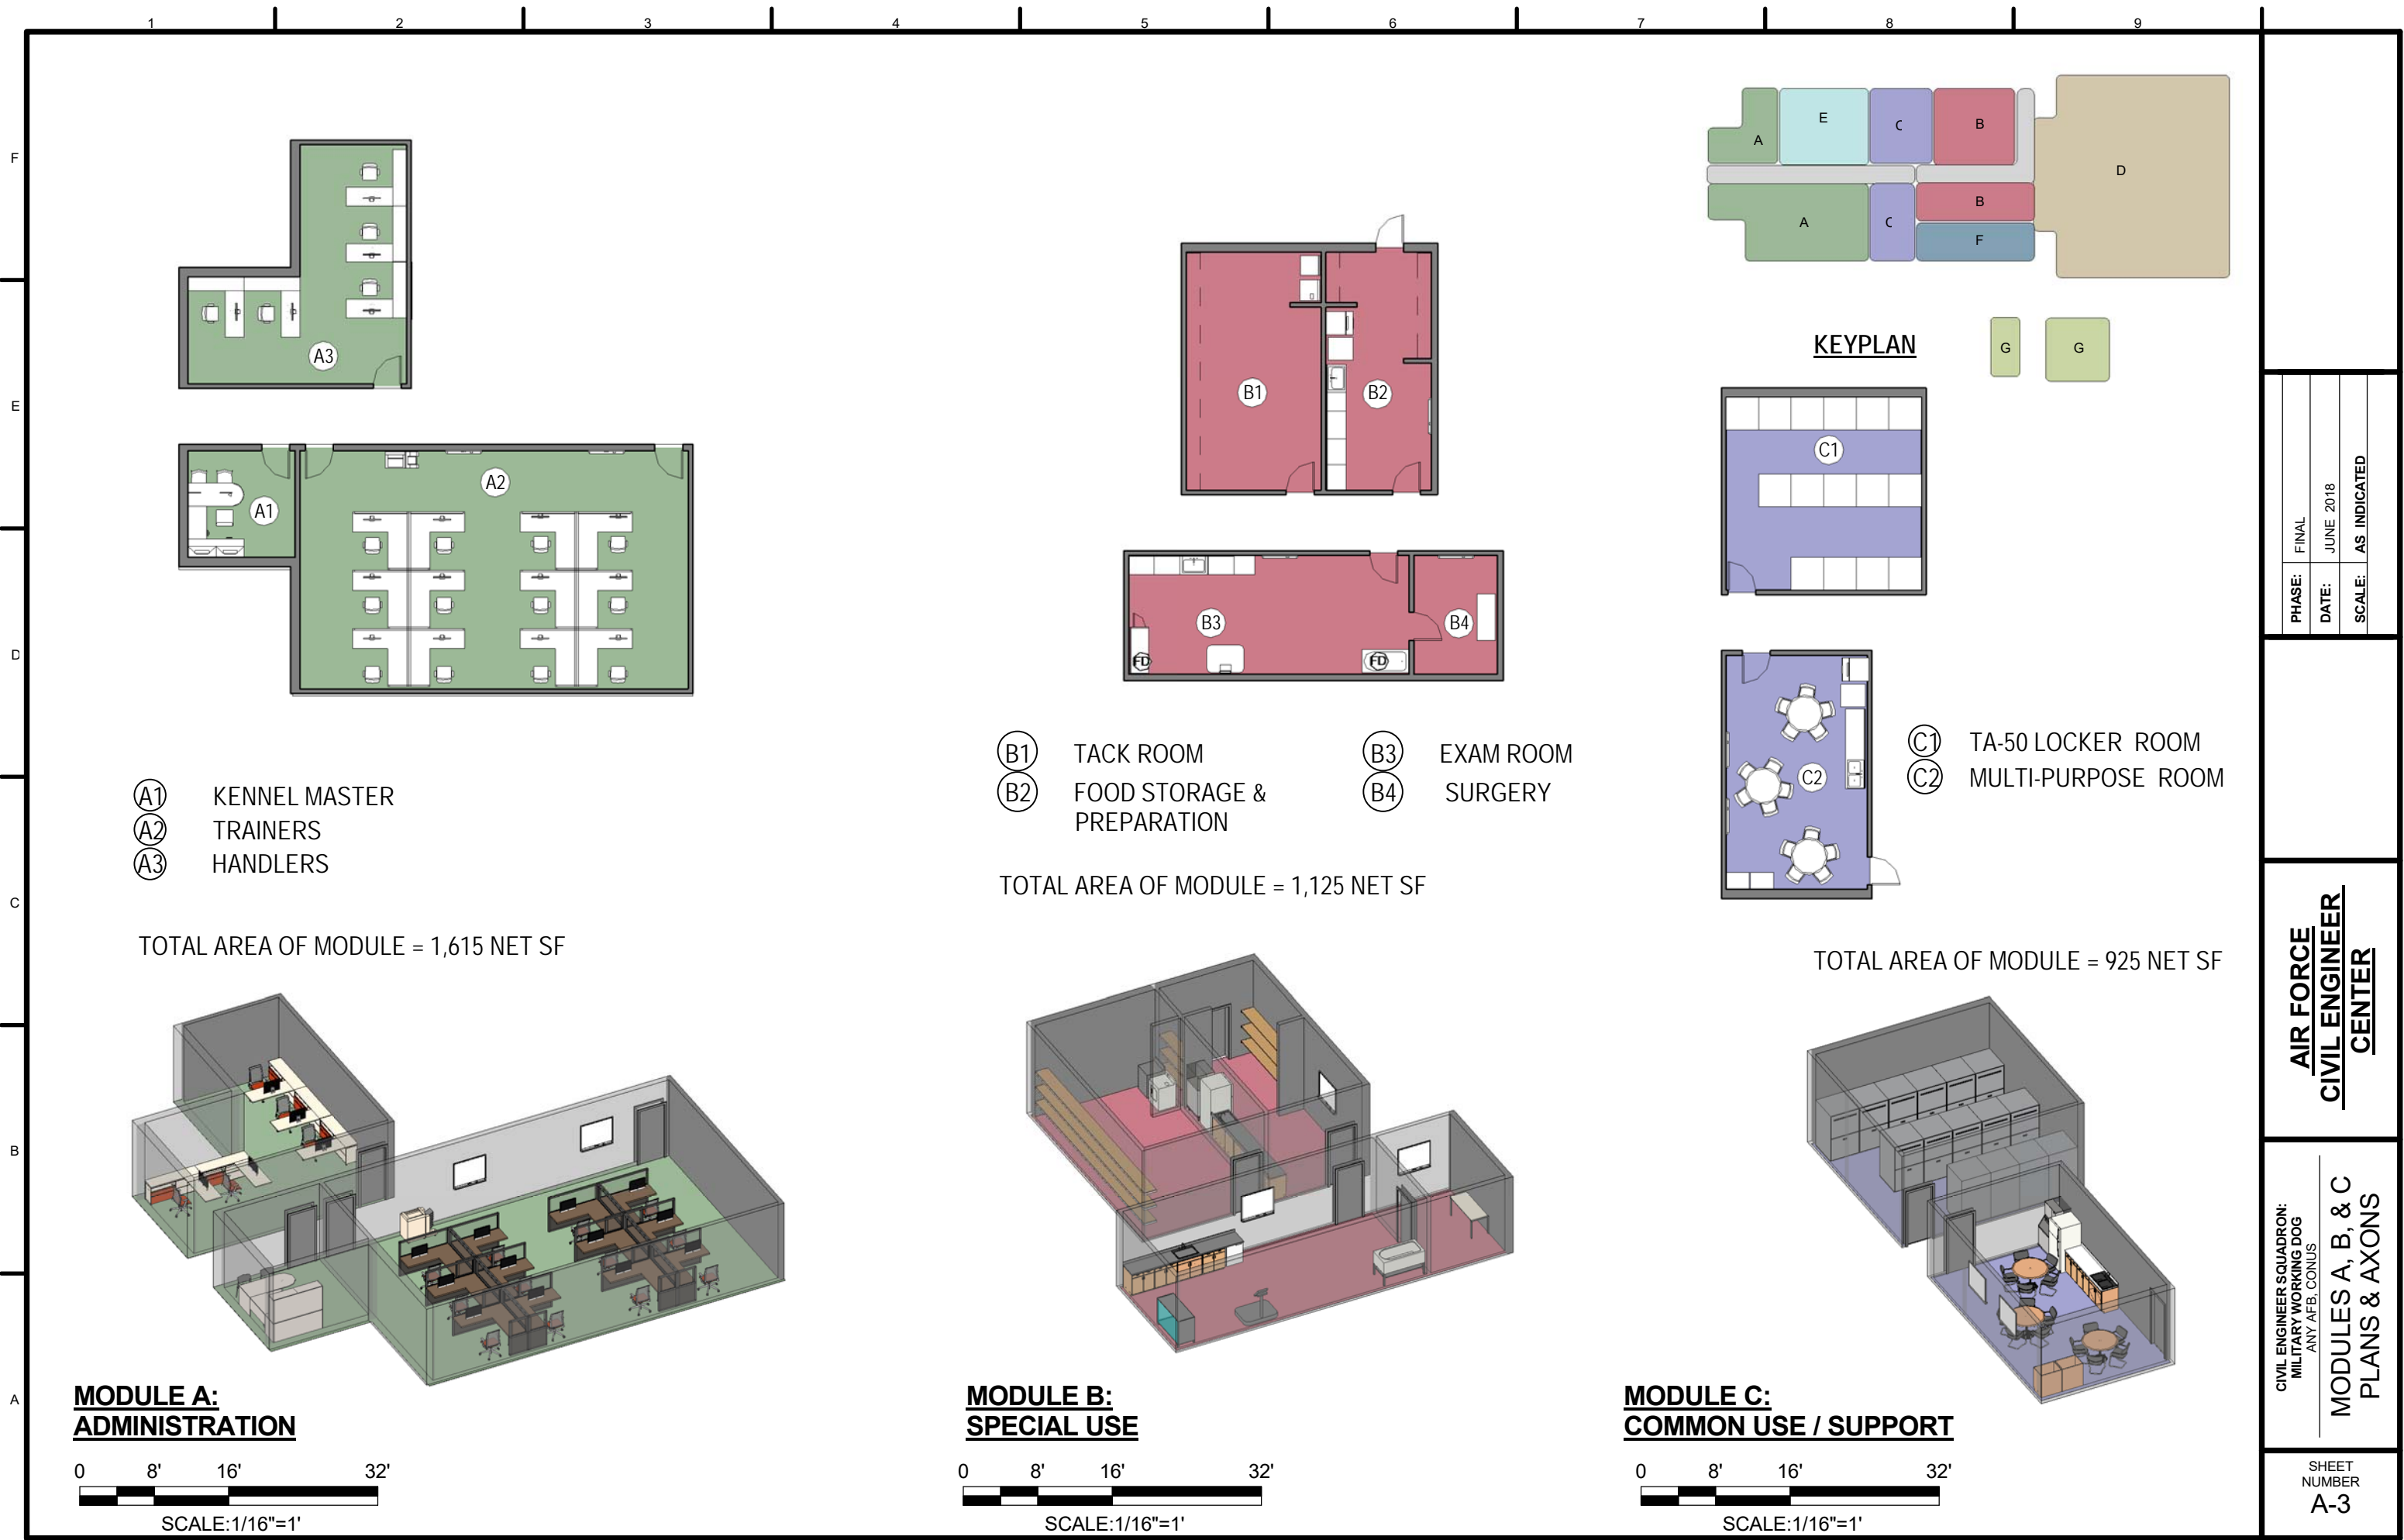 1 2 3 4 5 6 7 8 9
F
E
D
C
B
A
A3
A1
A2
A1 KENNEL MASTER
A2 TRAINERS
A3 HANDLERS
TOTAL AREA OF MODULE = 1,615 NET SF
MODULE A:
ADMINISTRATION
0 8' 16' 32'
SCALE:1/16"=1'
B1
B2
B3
B4
FD
FD
B1 TACK ROOM
B2 FOOD STORAGE &
PREPARATION
B3 EXAM ROOM
B4 SURGERY
TOTAL AREA OF MODULE = 1,125 NET SF
MODULE B:
SPECIAL USE
0 8' 16' 32'
SCALE:1/16"=1'
A
E
C
B
D
A
C
B
F
KEYPLAN
G
G
C1
C2
C1 TA-50 LOCKER ROOM
C2 MULTI-PURPOSE ROOM
TOTAL AREA OF MODULE = 925 NET SF
MODULE C:
COMMON USE / SUPPORT
0 8' 16' 32'
SCALE:1/16"=1'
PHASE: FINAL
DATE: JUNE 2018
SCALE: AS INDICATED
AIR FORCE
CIVIL ENGINEER
CENTER
CIVIL ENGINEER SQUADRON:
MILITARY WORKING DOG
ANY AFB, CONUS
MODULES A, B, & C
PLANS & AXONS
SHEET
NUMBER
A-3